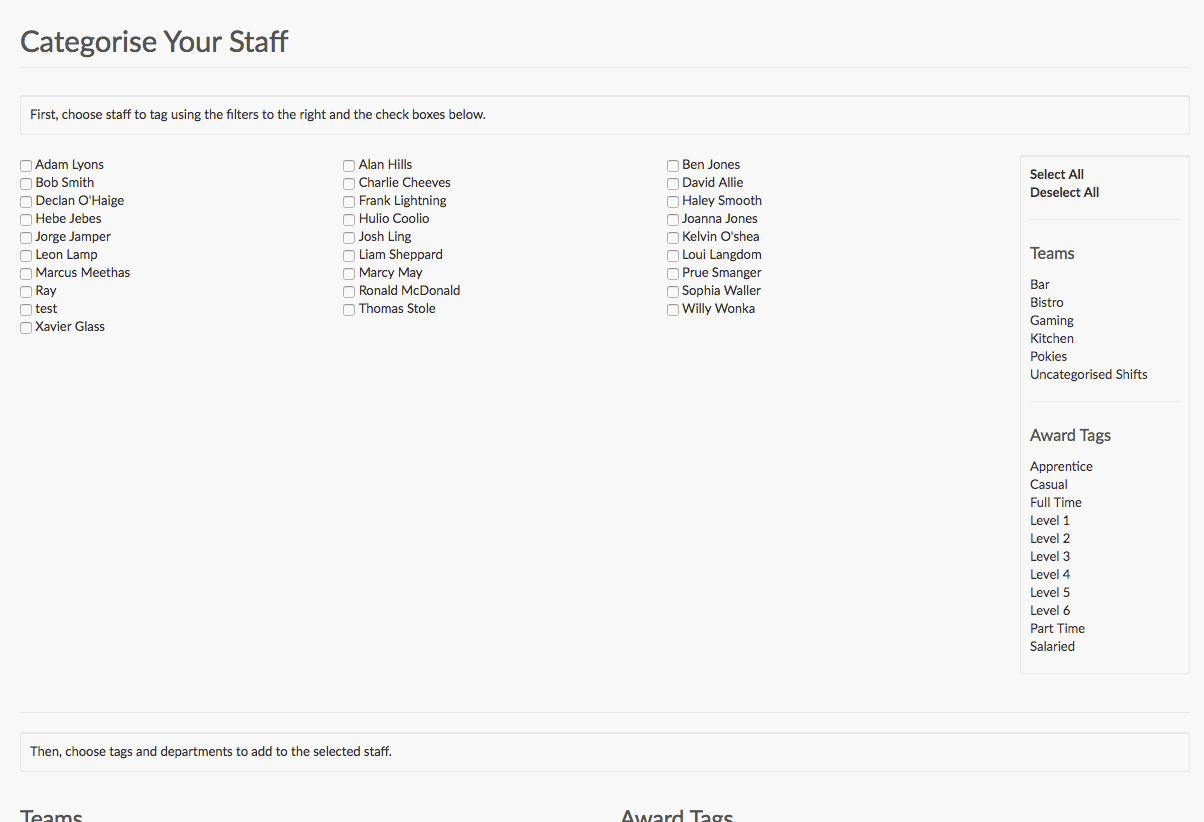 Categorise Your Staff
First, choose staff to tag using the filters to the right and the check boxes below.
Adam Lyons
Alan Hills
Ben Jones
Bob Smith
Charlie Cheeves
David Allie
Declan O'Haige
Frank Lightning
Haley Smooth
Hebe Jebes
Hulio Coolio
Joanna Jones
Jorge Jamper
Josh Ling
Kelvin O'shea
Leon Lamp
Liam Sheppard
Loui Langdom
Marcus Meethas
Marcy May
Prue Smanger
Ray
Ronald McDonald
Sophia Waller
test
Thomas Stole
Willy Wonka
Xavier Glass
Select All
Deselect All
Teams
Bar
Bistro
Gaming
Kitchen
Pokies
Uncategorised Shifts
Award Tags
Apprentice
Casual
Full Time
Level 1
Level 2
Level 3
Level 4
Level 5
Level 6
Part Time
Salaried
Then, choose tags and departments to add to the selected staff.
Teams
Award Tags